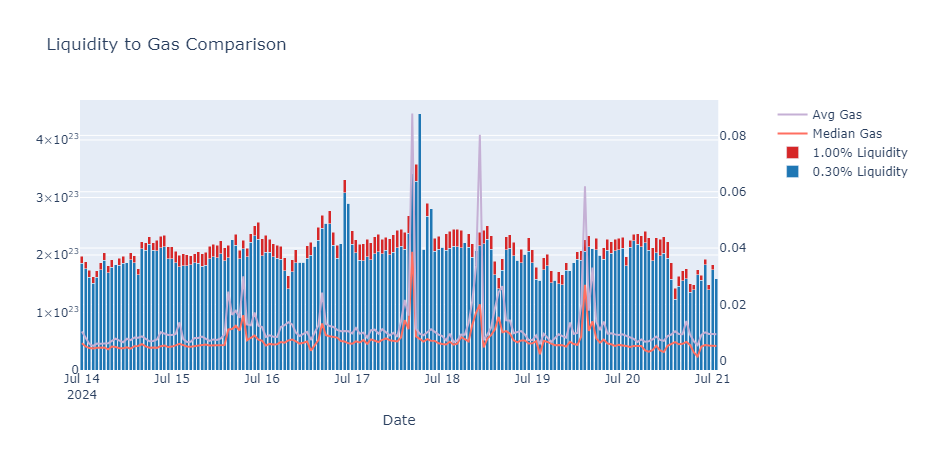 Liquidity to Gas Comparison
Avg Gas
Median Gas
1.00% Liquidity
0.30% Liquidity
4×10²³
3×10²³
2×10²³
1×10²³
0
0.08
0.06
0.04
0.02
0
Jul 14
2024
Jul 15
Jul 16
Jul 17
Jul 18
Jul 19
Jul 20
Jul 21
Date